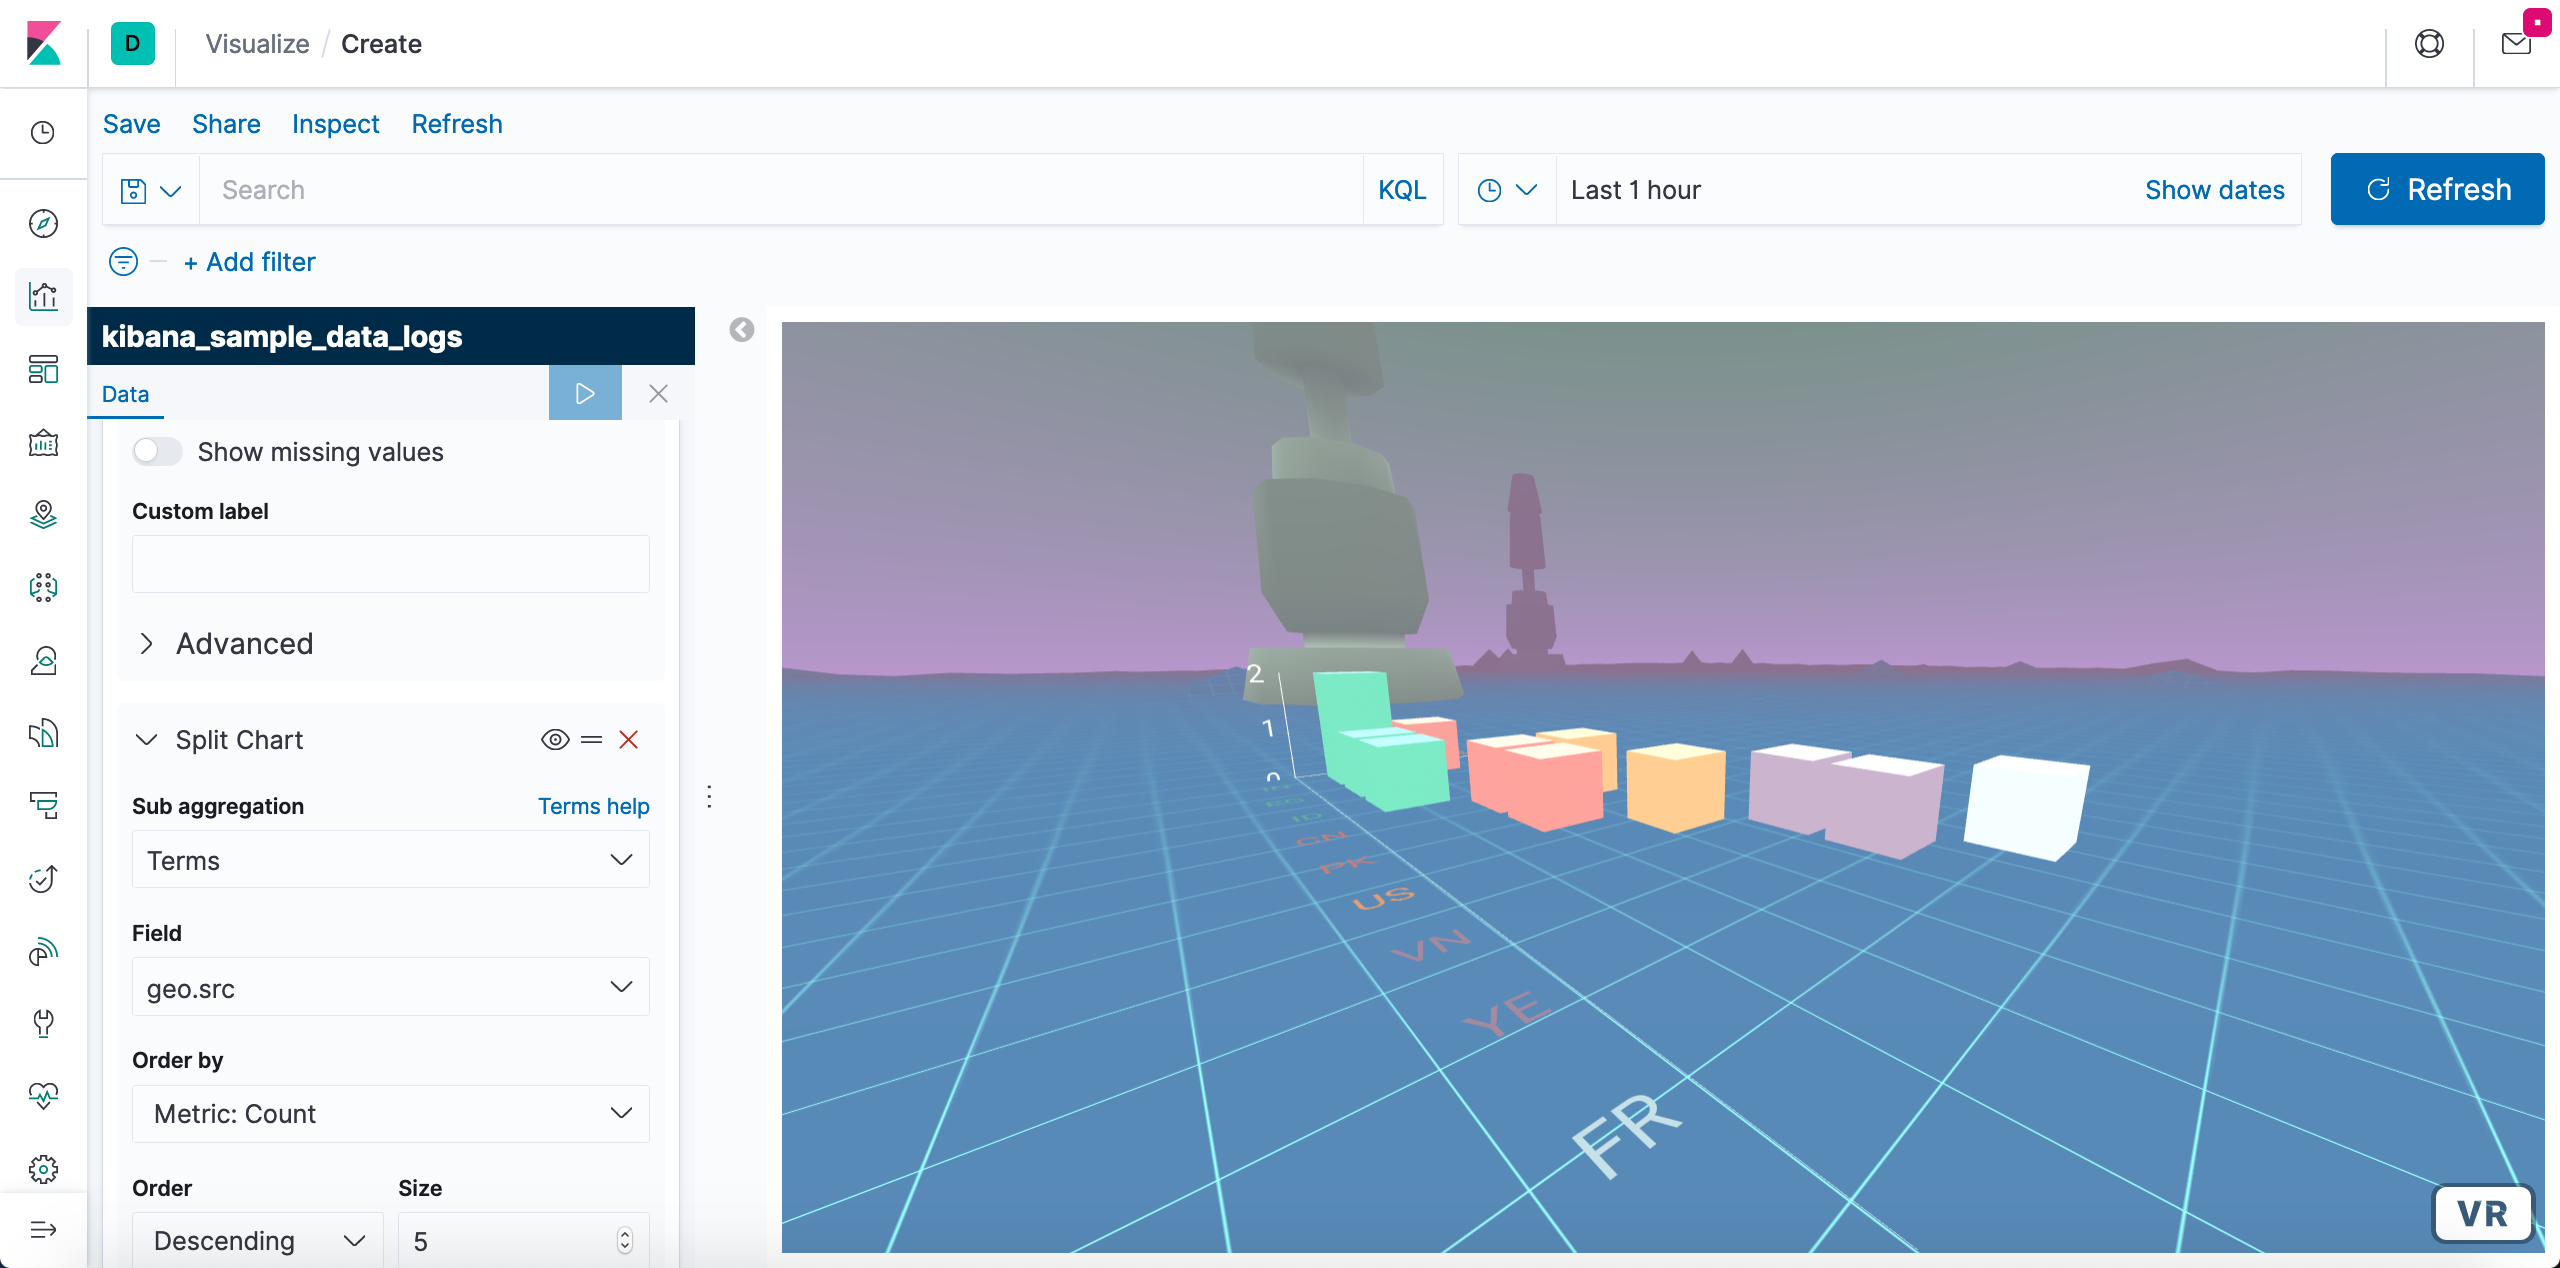 D
Visualize / Create
Save Share Inspect Refresh
Search
KQL
Last 1 hour
Show dates
Refresh
+ Add filter
kibana_sample_data_logs
Data
Show missing values
Custom label
Advanced
Split Chart
Sub aggregation
Terms help
Terms
Field
geo.src
Order by
Metric: Count
Order
Size
Descending
5
2
1
0
ID
CN
PK
US
VN
YE
FR
VR